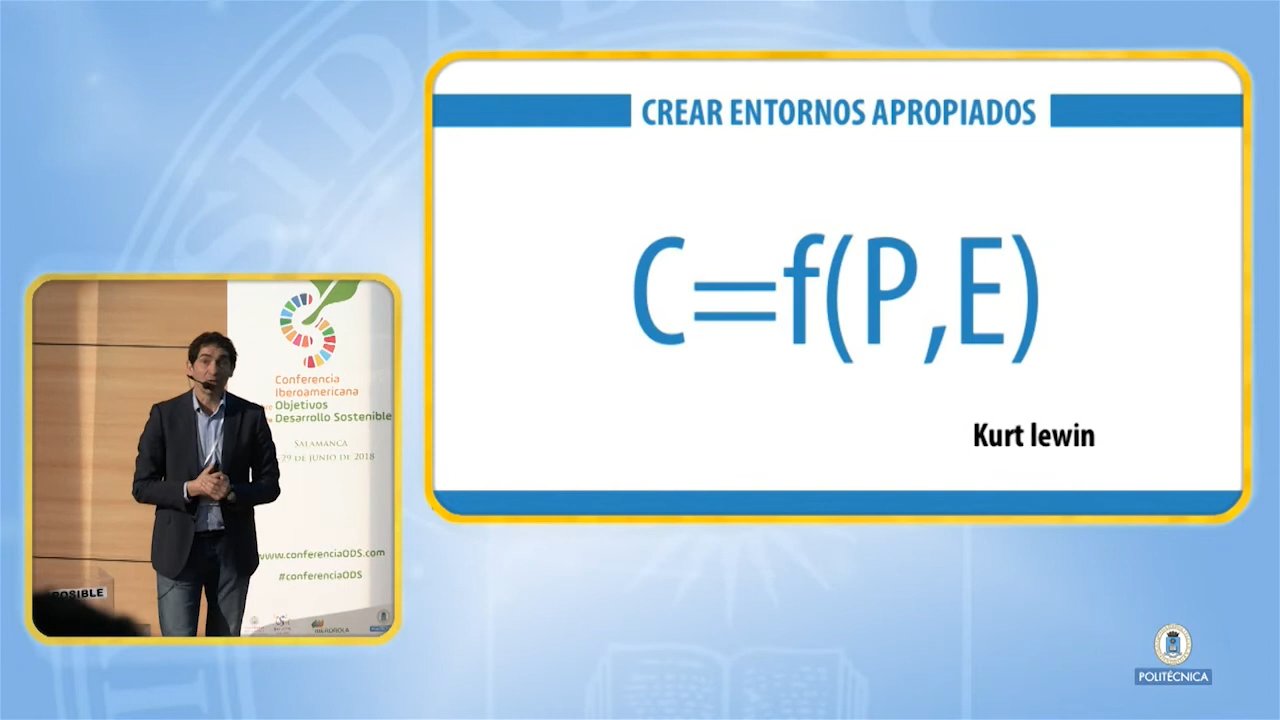 CREAR ENTORNOS APROPIADOS
C=f(P,E)
Kurt lewin
Conferencia
Iberoamericana
Objetivos
Desarrollo Sostenible
SALAMANCA
29 DE JUNIO DE 2018
www.conferenciaODS.com
#conferenciaODS
POSIBLE
IBERDROLA
POLITÉCNICA